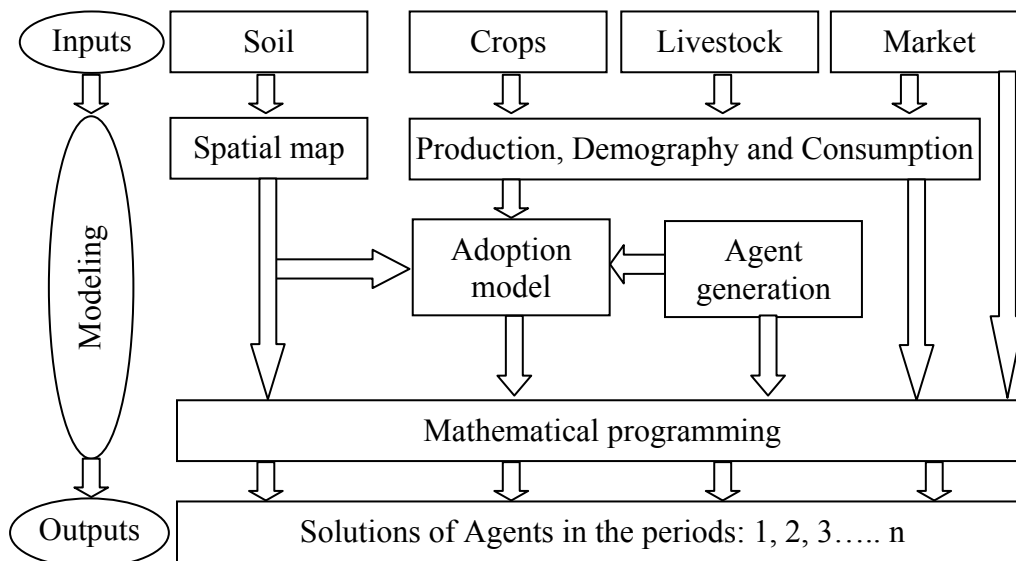 Inputs
Soil
Crops
Livestock
Market
Spatial map
Production, Demography and Consumption
Modeling
Adoption
model
Agent
generation
Mathematical programming
Outputs
Solutions of Agents in the periods: 1, 2, 3….. n